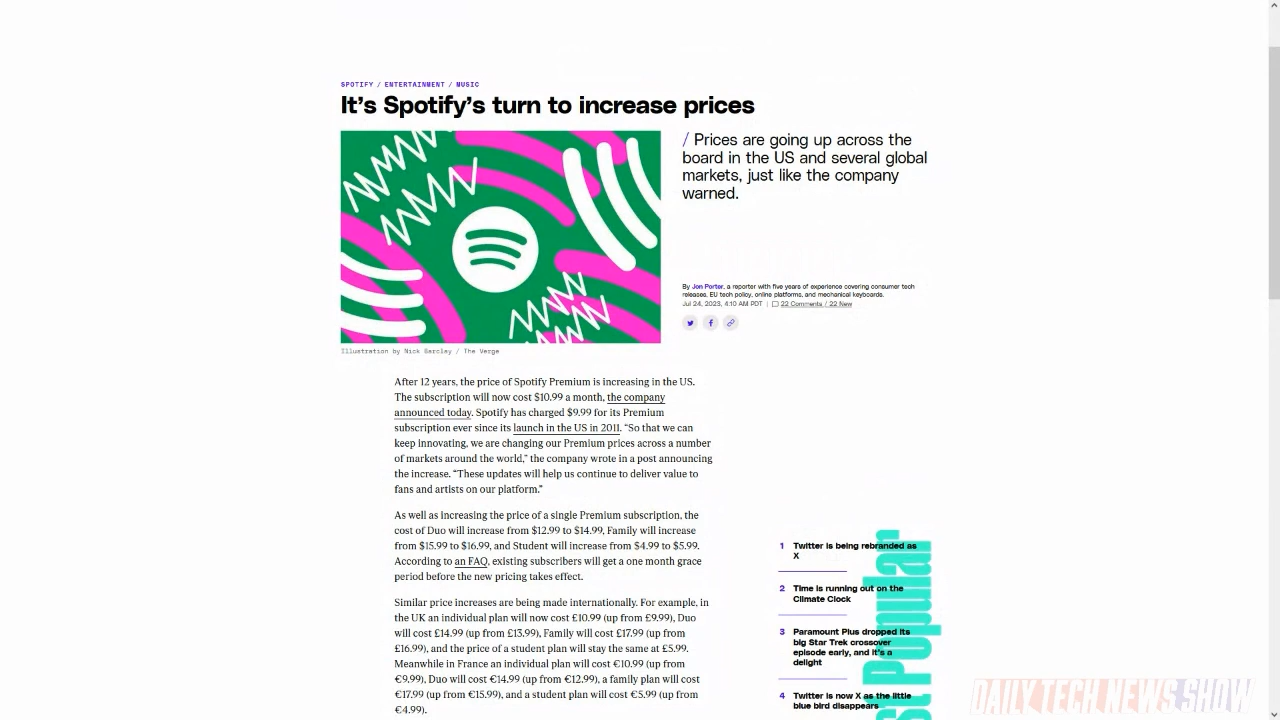 SPOTIFY / ENTERTAINMENT / MUSIC
It’s Spotify’s turn to increase prices
/ Prices are going up across the
board in the US and several global
markets, just like the company
warned.
By Jon Porter, a reporter with five years of experience covering consumer tech
releases, EU tech policy, online platforms, and mechanical keyboards.
Jul 24, 2023, 4:10 AM PDT | 22 Comments / 22 New
Illustration by Nick Barclay / The Verge
After 12 years, the price of Spotify Premium is increasing in the US.
The subscription will now cost $10.99 a month, the company
announced today. Spotify has charged $9.99 for its Premium
subscription ever since its launch in the US in 2011. “So that we can
keep innovating, we are changing our Premium prices across a number
of markets around the world,” the company wrote in a post announcing
the increase. “These updates will help us continue to deliver value to
fans and artists on our platform.”
As well as increasing the price of a single Premium subscription, the
cost of Duo will increase from $12.99 to $14.99, Family will increase
from $15.99 to $16.99, and Student will increase from $4.99 to $5.99.
According to an FAQ, existing subscribers will get a one month grace
period before the new pricing takes effect.
Similar price increases are being made internationally. For example, in
the UK an individual plan will now cost £10.99 (up from £9.99), Duo
will cost £14.99 (up from £13.99), Family will cost £17.99 (up from
£16.99), and the price of a student plan will stay the same at £5.99.
Meanwhile in France an individual plan will cost €10.99 (up from
€9.99), Duo will cost €14.99 (up from €12.99), a family plan will cost
€17.99 (up from €15.99), and a student plan will cost €5.99 (up from
€4.99).
1 Twitter is being rebranded as
X
2 Time is running out on the
Climate Clock
3 Paramount Plus dropped its
big Star Trek crossover
episode early, and it’s a
delight
4 Twitter is now X as the little
blue bird disappears
st Popular
DAILY TECH NEWS SHOW